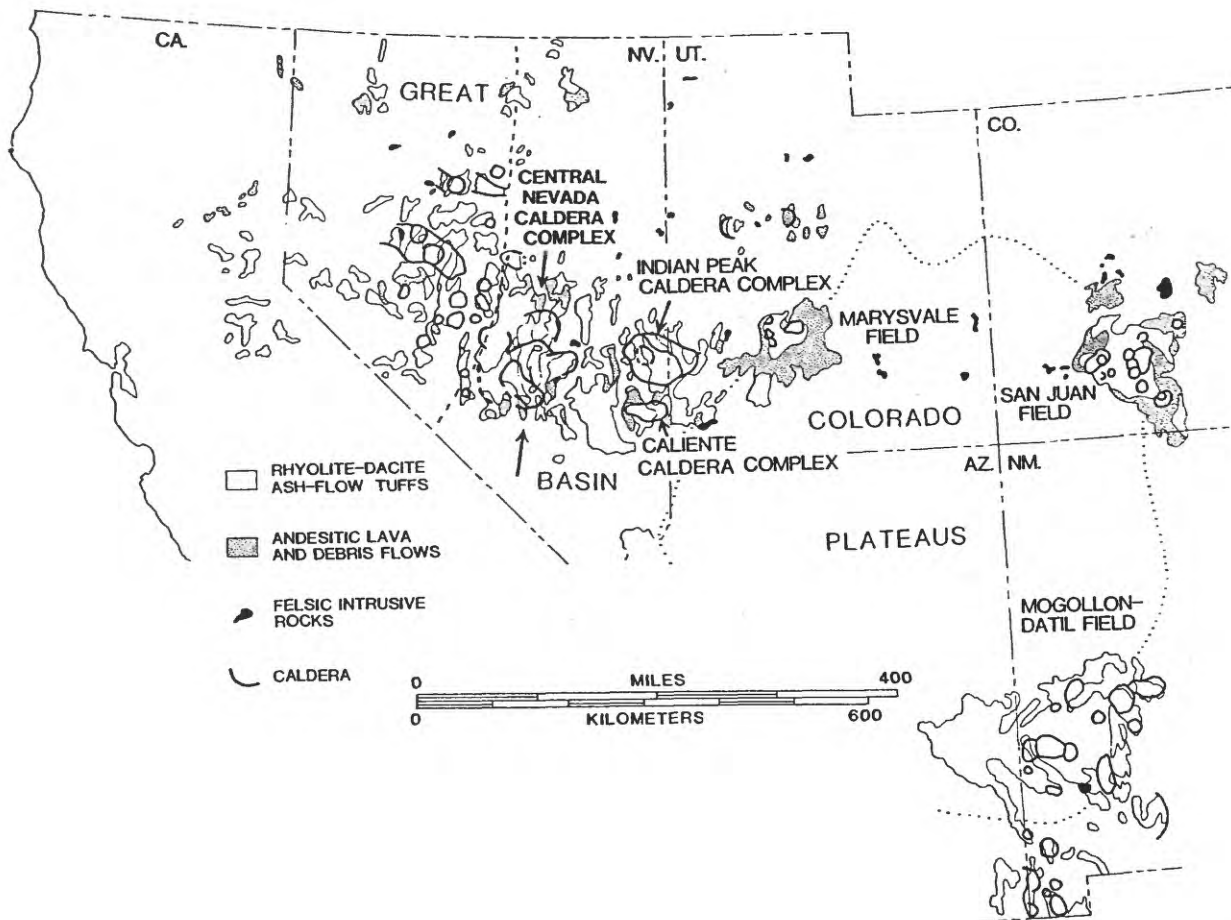 CA.
NV.
UT.
GREAT
CO.
CENTRAL
NEVADA
CALDERA
COMPLEX
INDIAN PEAK
CALDERA COMPLEX
MARYSVALE
FIELD
SAN JUAN
FIELD
COLORADO
CALIENTE
CALDERA COMPLEX
AZ.
NM.
BASIN
PLATEAUS
RHYOLITE-DACITE
ASH-FLOW TUFFS
ANDESITIC LAVA
AND DEBRIS FLOWS
FELSIC INTRUSIVE
ROCKS
CALDERA
MOGOLLON-
DATIL FIELD
0 MILES 400
0 KILOMETERS 600